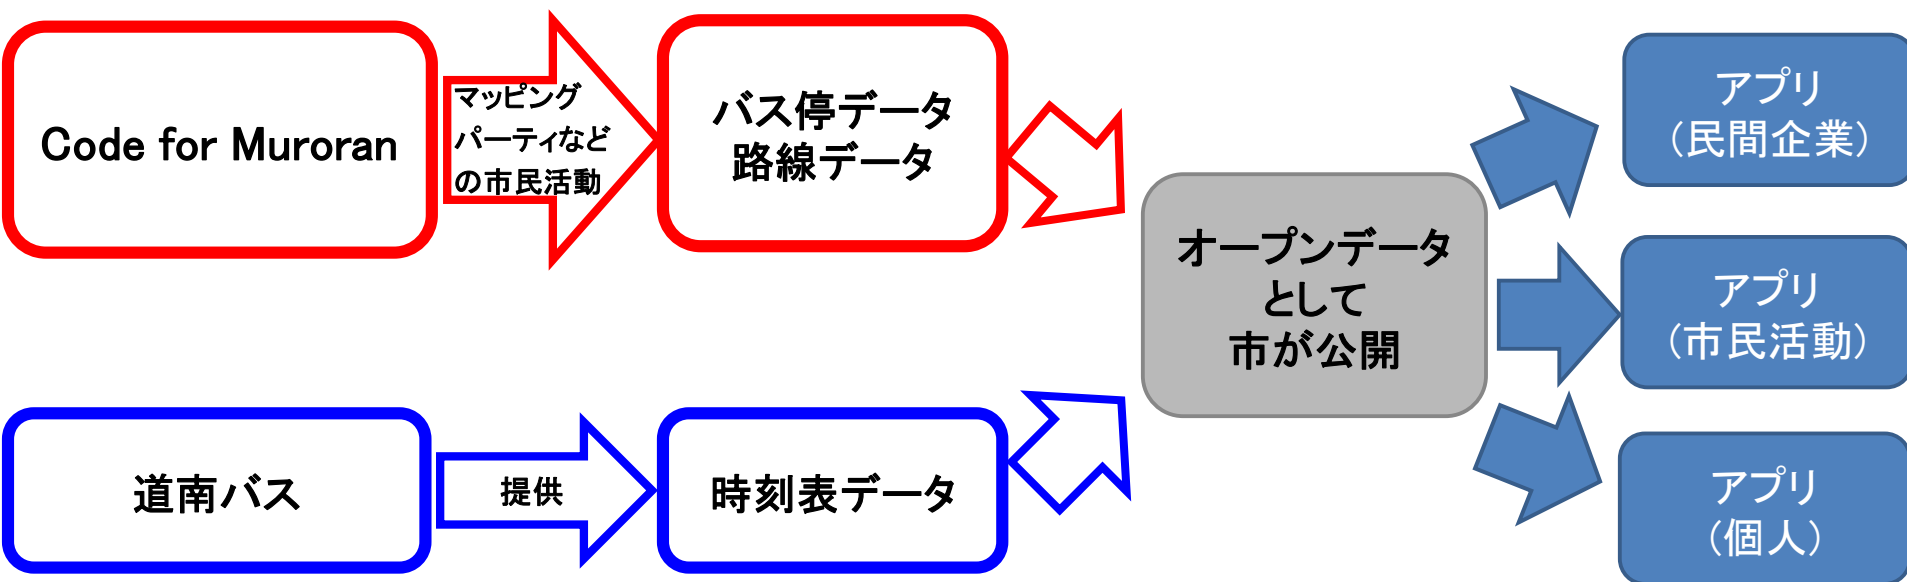 Code for Muroran
マッピング
パーティなど
の市民活動
バス停データ
路線データ
道南バス
提供
時刻表データ
オープンデータ
として
市が公開
アプリ
（民間企業）
アプリ
（市民活動）
アプリ
（個人）